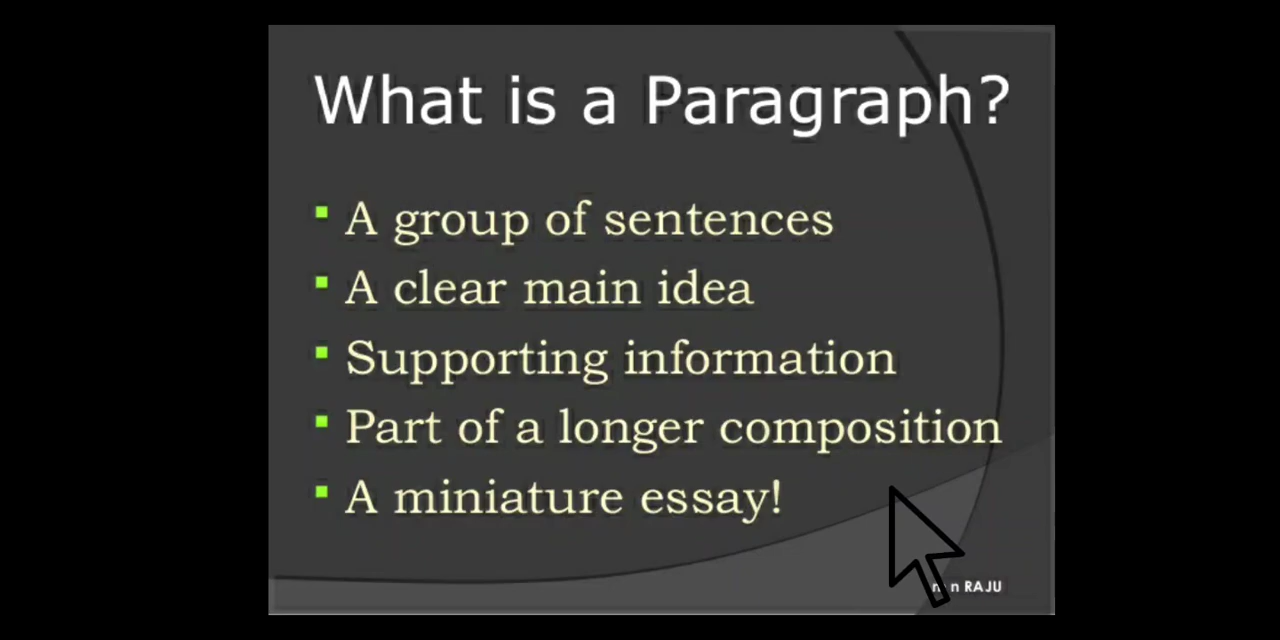 What is a Paragraph?
A group of sentences
A clear main idea
Supporting information
Part of a longer composition
A miniature essay!
n RAJU